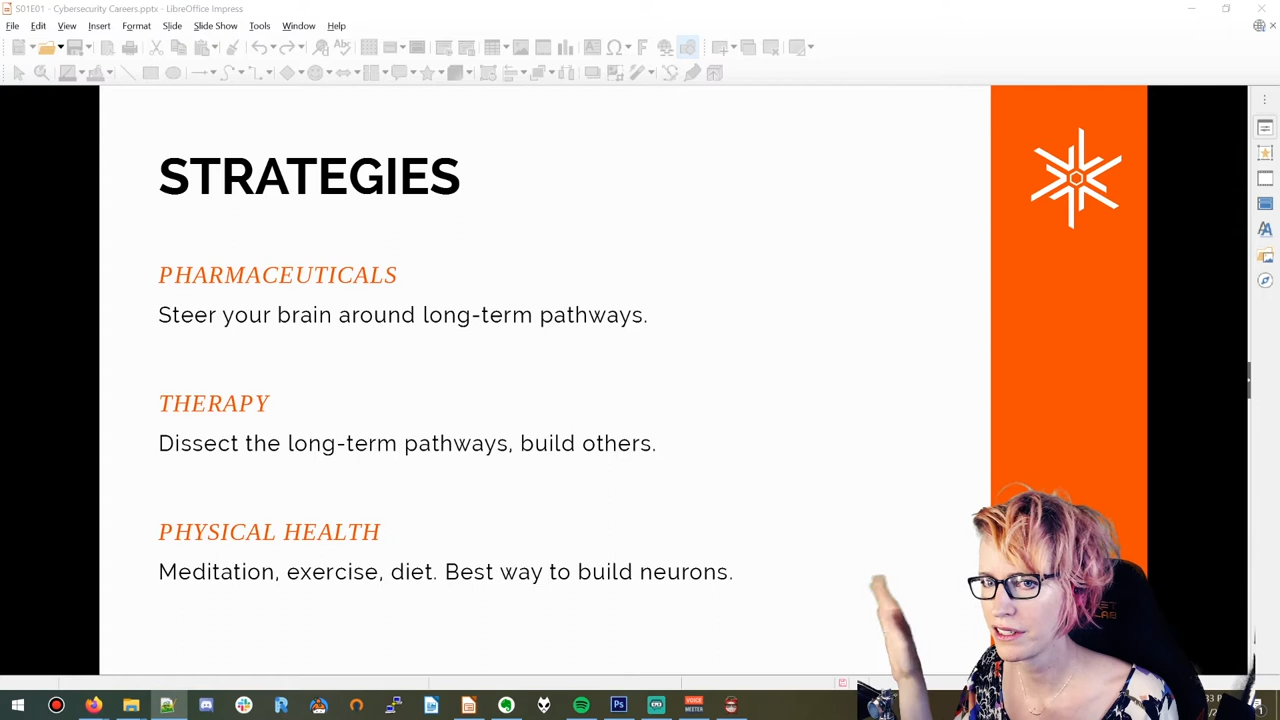 S01E01 - Cybersecurity Careers.pptx - LibreOffice Impress
File Edit View Insert Format Slide Slide Show Tools Window Help
STRATEGIES
PHARMACEUTICALS
Steer your brain around long-term pathways.
THERAPY
Dissect the long-term pathways, build others.
PHYSICAL HEALTH
Meditation, exercise, diet. Best way to build neurons.
VOICE
MEETER